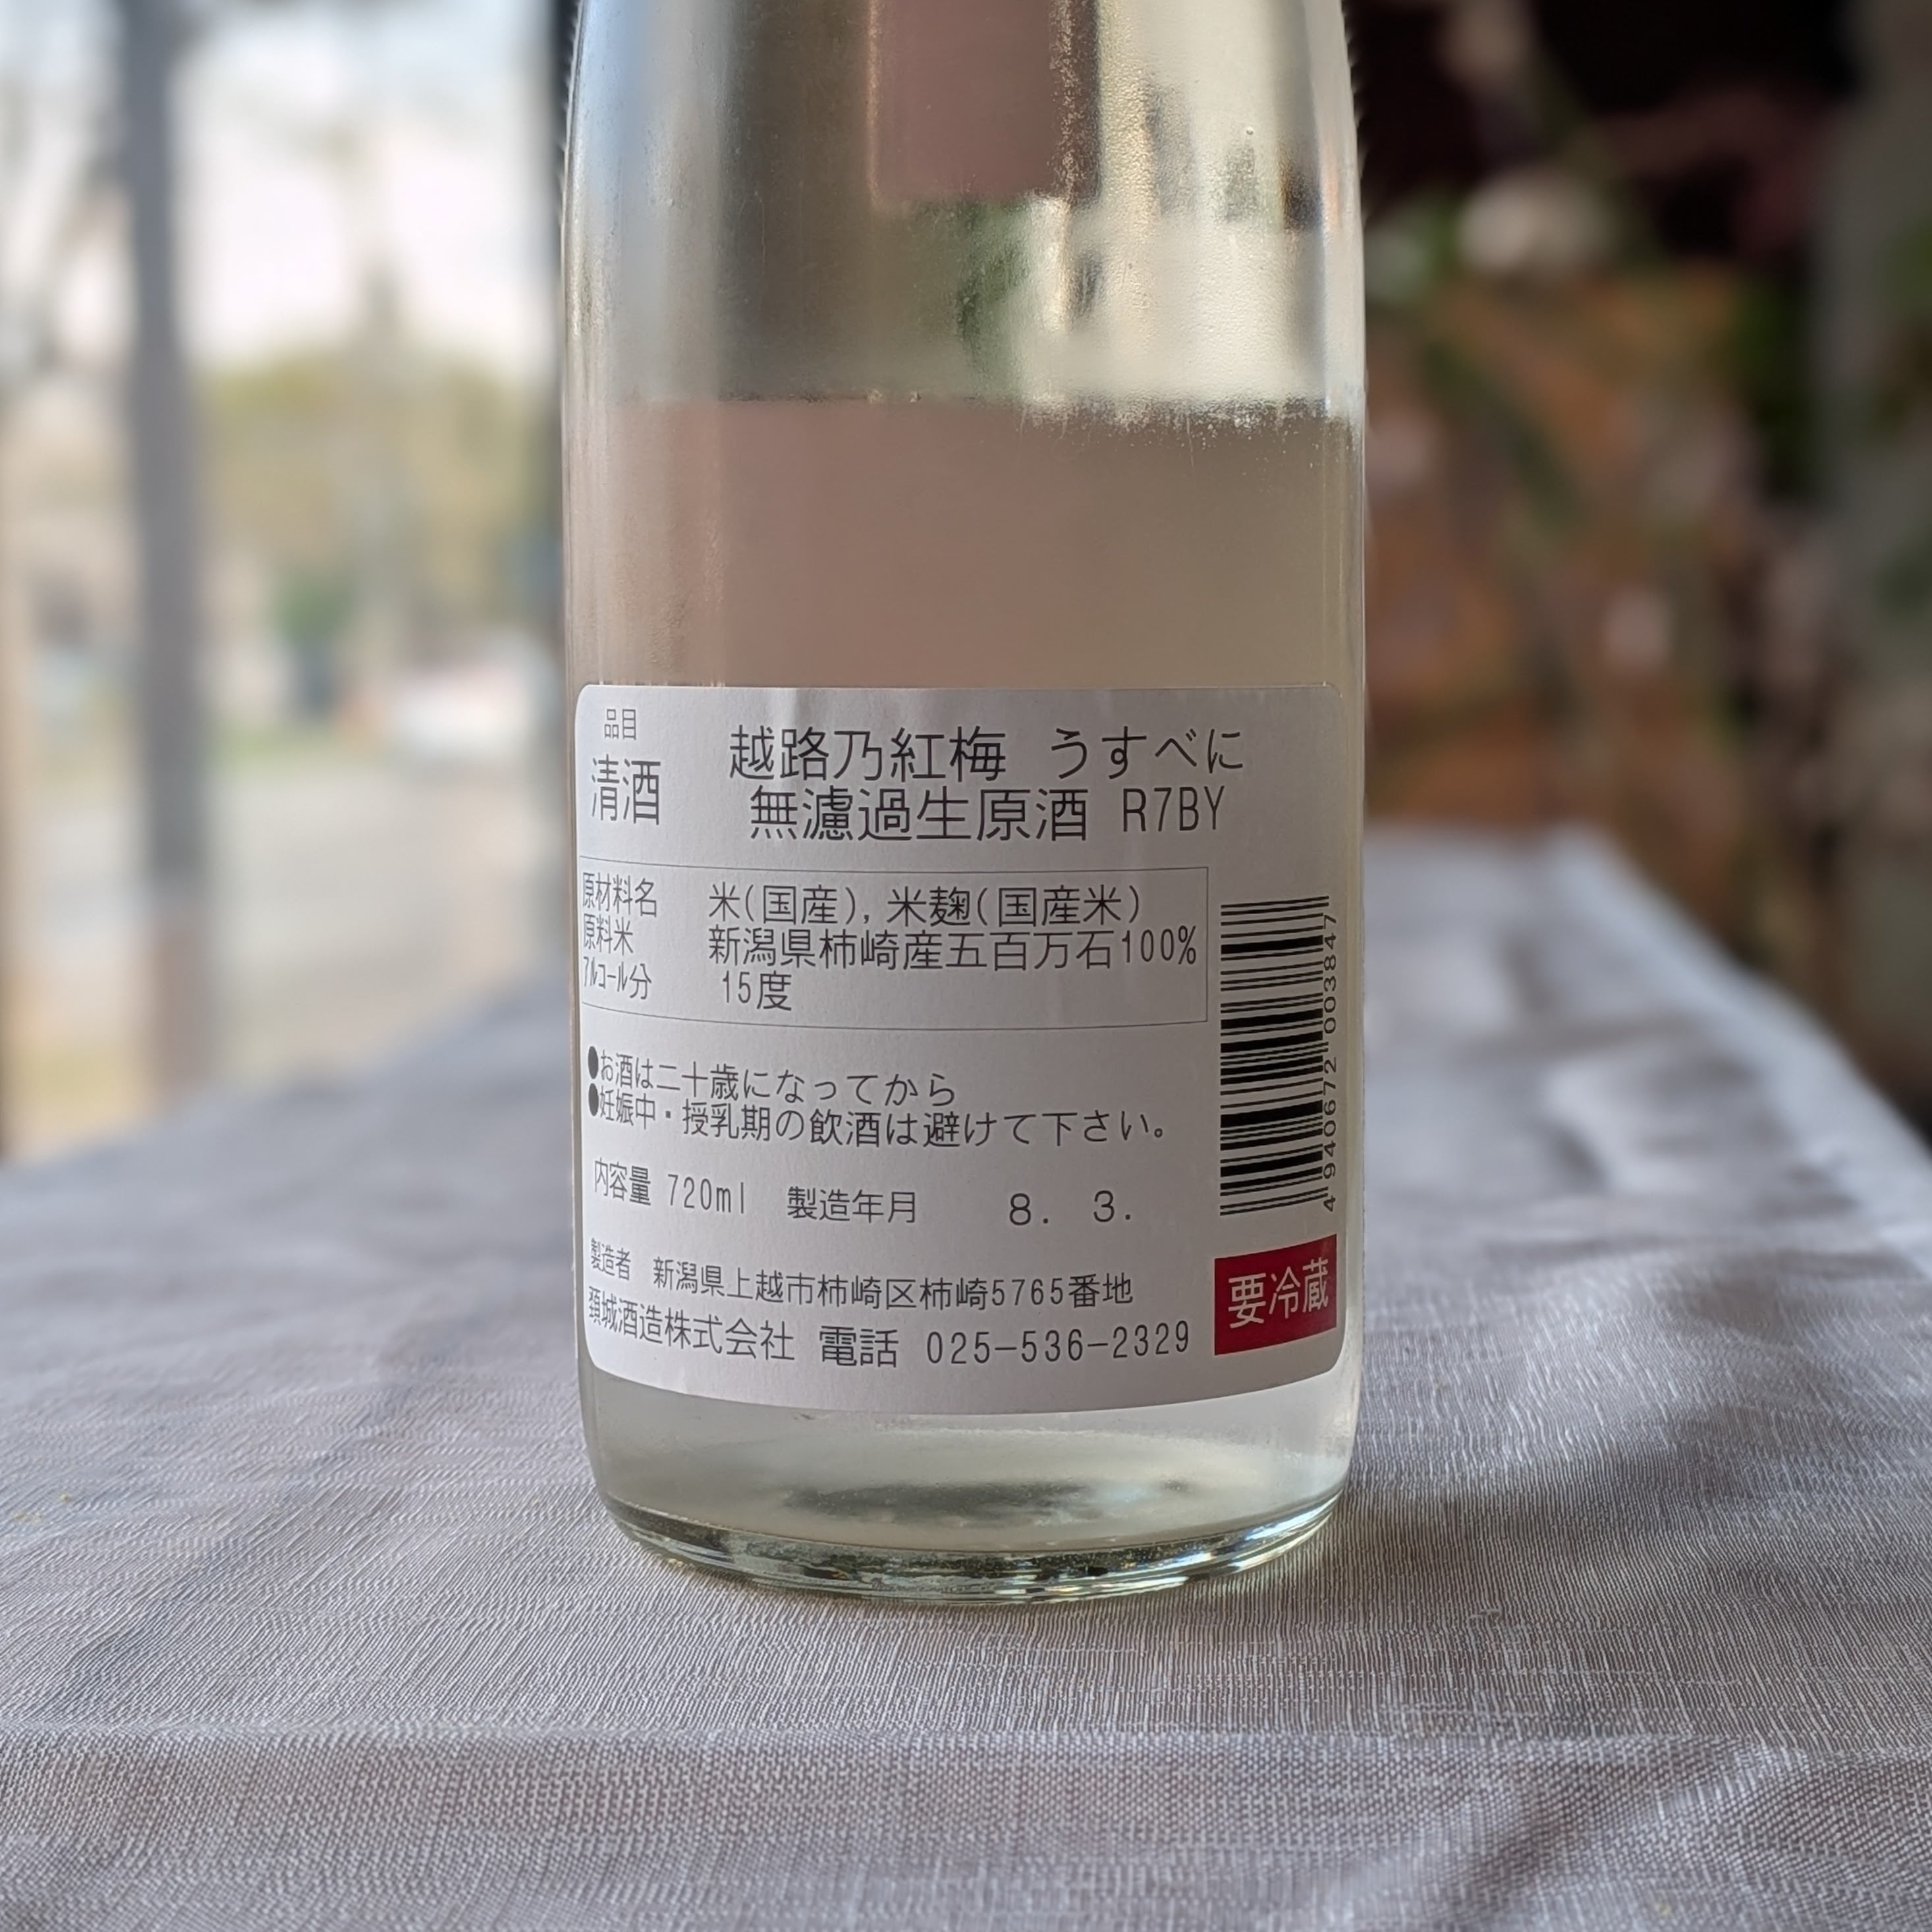 品目
清酒
越路乃紅梅 うすべに
無濾過生原酒 R7BY
原材料名 米(国産), 米麹(国産米)
原料米 新潟県柿崎産五百万石100%
アルコール分 15度
●お酒は二十歳になってから
●妊娠中・授乳期の飲酒は避けて下さい。
内容量 720ml 製造年月 8. 3.
製造者 新潟県上越市柿崎区柿崎5765番地
頚城酒造株式会社 電話 025-536-2329
4 940672 003847
要冷蔵